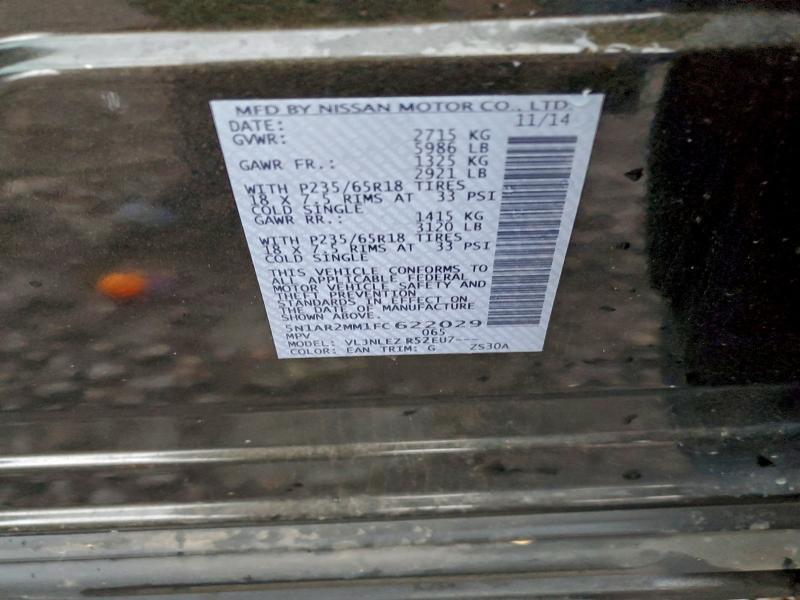 MFD BY NISSAN MOTOR CO., LTD.
DATE: 11/14
GVWR: 2715 KG
5986 LB
GAWR FR.: 1325 KG
2921 LB
WITH P235/65R18 TIRES
18 X 7.5 RIMS AT 33 PSI
COLD SINGLE
GAWR RR.: 1415 KG
3120 LB
WITH P235/65R18 TIRES
18 X 7.5 RIMS AT 33 PSI
COLD SINGLE
THIS VEHICLE CONFORMS TO
ALL APPLICABLE FEDERAL
MOTOR VEHICLE SAFETY AND
THEFT PREVENTION
STANDARDS IN EFFECT ON
THE DATE OF MANUFACTURE
SHOWN ABOVE.
5N1AR2MM1FC622029
MPV 065
MODEL: VLJNLEZ R52EU7---
COLOR: EAN TRIM: G ZS30A